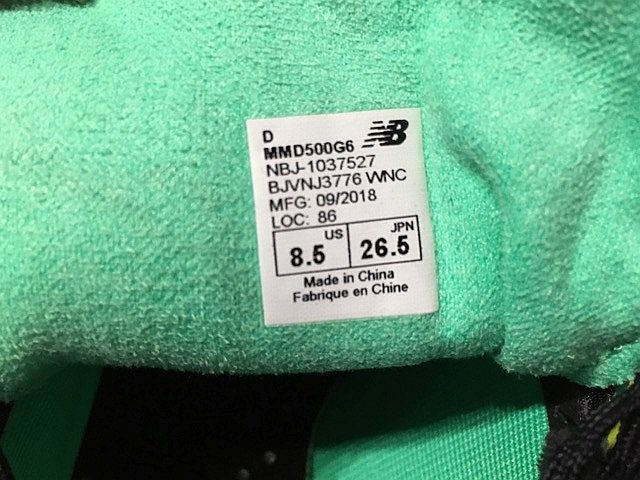 D
MMD500G6 NB
NBJ-1037527
BJVNJ3776 WNC
MFG: 09/2018
LOC: 86
US JPN
8.5 26.5
Made in China
Fabrique en Chine